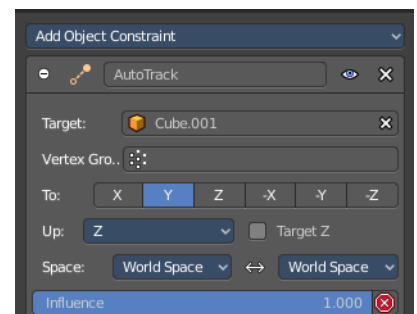 Add Object Constraint
AutoTrack
Target: Cube.001
Vertex Gro..
To: X Y Z -X -Y -Z
Up: Z Target Z
Space: World Space ↔ World Space
Influence 1.000